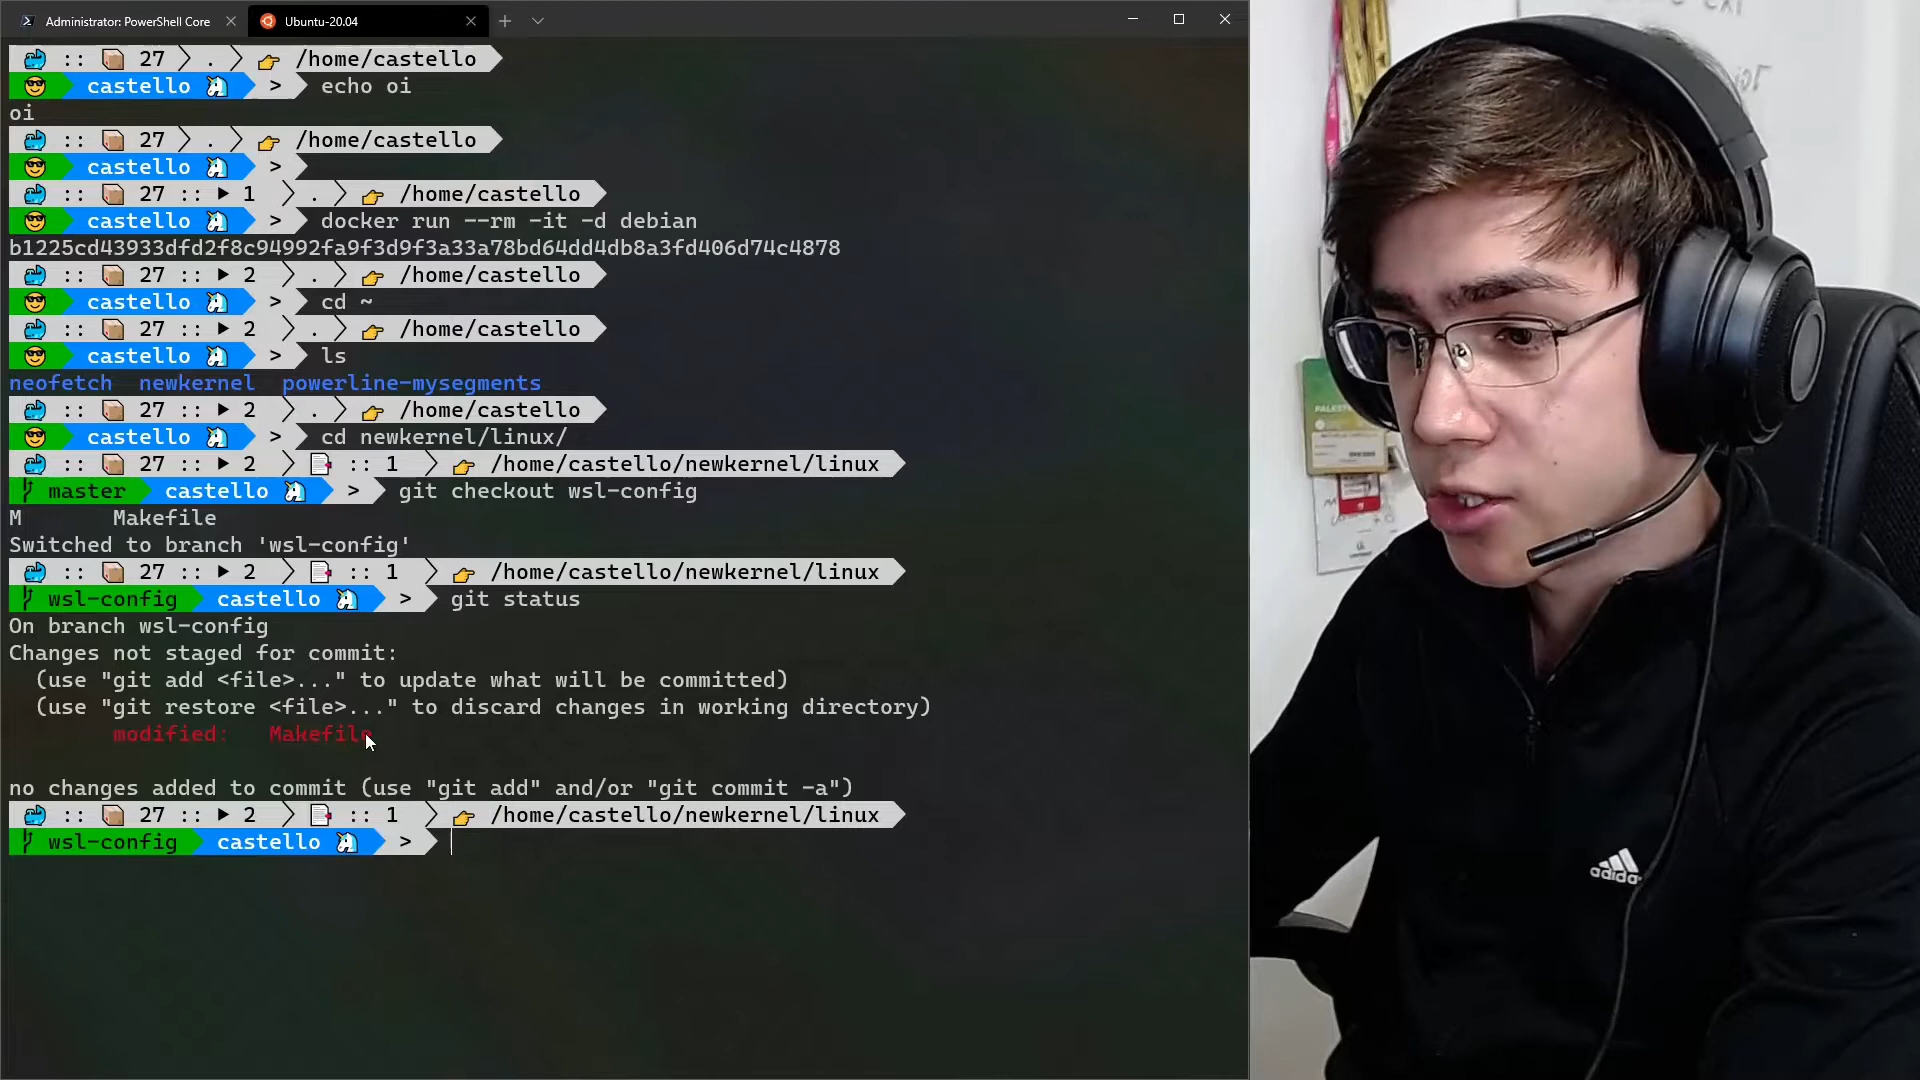 Administrator: PowerShell Core
Ubuntu-20.04
:: 27 . /home/castello
castello > echo oi
oi
:: 27 . /home/castello
castello >
:: 27 :: ▶ 1 . /home/castello
castello > docker run --rm -it -d debian
b1225cd43933dfd2f8c94992fa9f3d9f3a33a78bd64dd4db8a3fd406d74c4878
:: 27 :: ▶ 2 . /home/castello
castello > cd ~
:: 27 :: ▶ 2 . /home/castello
castello > ls
neofetch newkernel powerline-mysegments
:: 27 :: ▶ 2 . /home/castello
castello > cd newkernel/linux/
:: 27 :: ▶ 2 :: 1 /home/castello/newkernel/linux
master castello > git checkout wsl-config
M Makefile
Switched to branch 'wsl-config'
:: 27 :: ▶ 2 :: 1 /home/castello/newkernel/linux
wsl-config castello > git status
On branch wsl-config
Changes not staged for commit:
(use "git add <file>..." to update what will be committed)
(use "git restore <file>..." to discard changes in working directory)
modified: Makefile
no changes added to commit (use "git add" and/or "git commit -a")
:: 27 :: ▶ 2 :: 1 /home/castello/newkernel/linux
wsl-config castello >
adidas